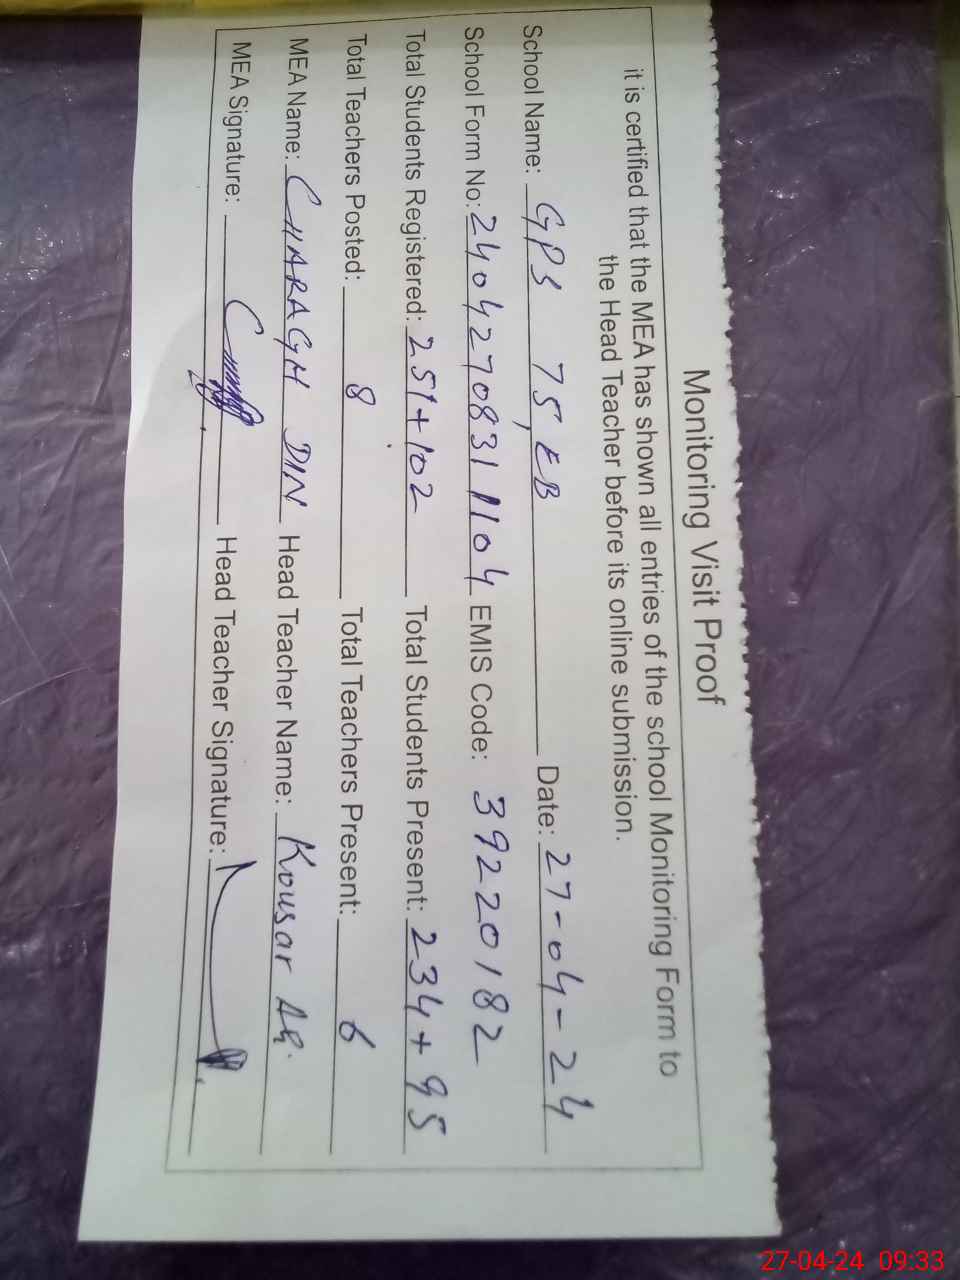 Monitoring Visit Proof
it is certified that the MEA has shown all entries of the school Monitoring Form to
the Head Teacher before its online submission.
School Name: GPS 75, EB Date: 27-04-24
School Form No: 24042708311104 EMIS Code: 39220182
Total Students Registered: 251+102 Total Students Present: 234+95
Total Teachers Posted: 8 Total Teachers Present: 6
MEA Name: CHARAGH DIN Head Teacher Name: Kousar
MEA Signature: Head Teacher Signature:
27-04-24 09:33